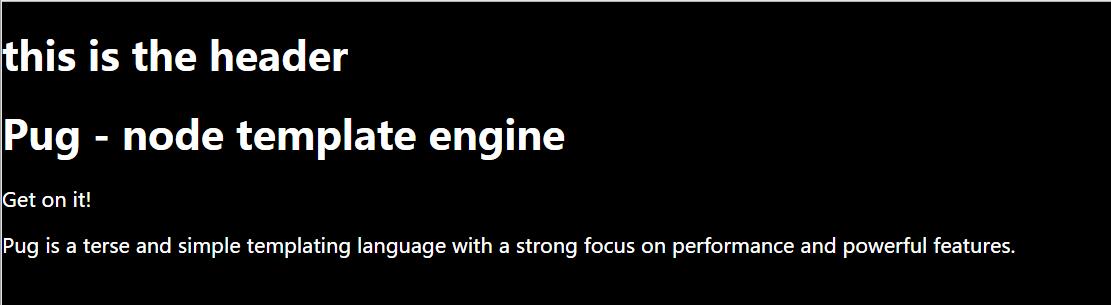 this is the header
Pug - node template engine
Get on it!
Pug is a terse and simple templating language with a strong focus on performance and powerful features.